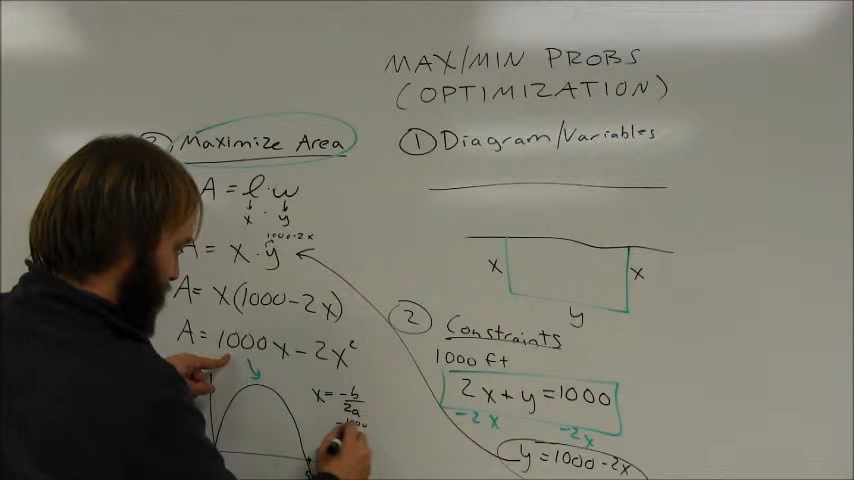 MAX/MIN PROBS
(OPTIMIZATION)
① Diagram/Variables
x
x
y
② Constraints
1000 ft
2x+y=1000
-2x
-2x
y=1000-2x
Maximize Area
A = l·w
x · y
1000-2x
A = x·y
A= x(1000-2x)
A= 1000x-2x²
x = -b/2a
-1000